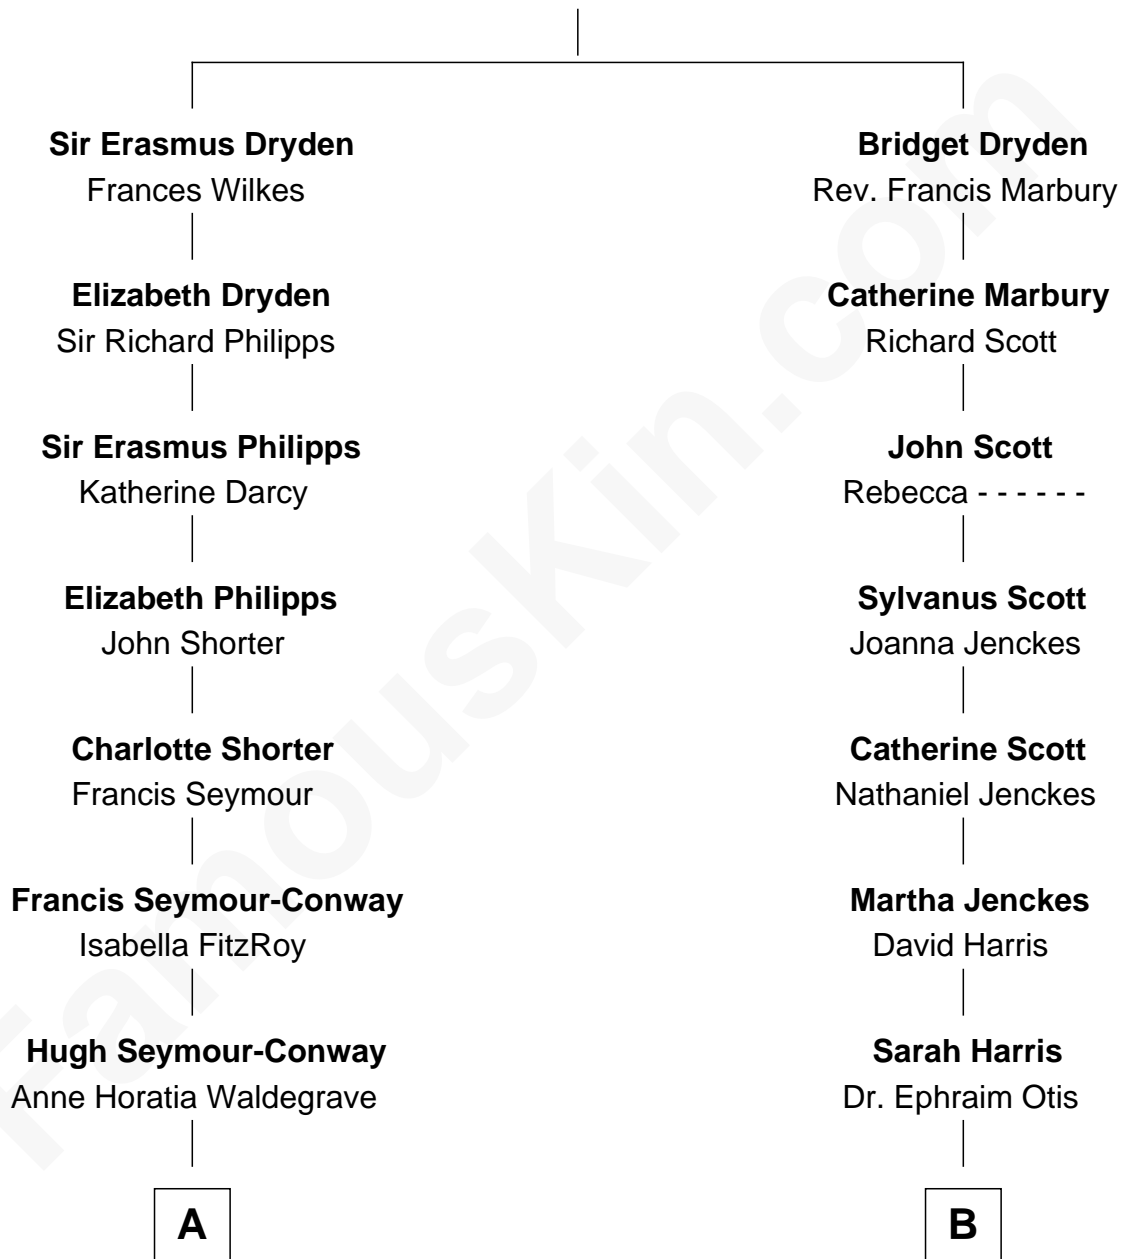 Sir Erasmus Dryden
Frances Wilkes
Elizabeth Dryden
Sir Richard Philipps
Sir Erasmus Philipps
Katherine Darcy
Elizabeth Philipps
John Shorter
Charlotte Shorter
Francis Seymour
Francis Seymour-Conway
Isabella FitzRoy
Hugh Seymour-Conway
Anne Horatia Waldegrave
A
Bridget Dryden
Rev. Francis Marbury
Catherine Marbury
Richard Scott
John Scott
Rebecca - - - - - -
Sylvanus Scott
Joanna Jenckes
Catherine Scott
Nathaniel Jenckes
Martha Jenckes
David Harris
Sarah Harris
Dr. Ephraim Otis
B
FamousKin.com